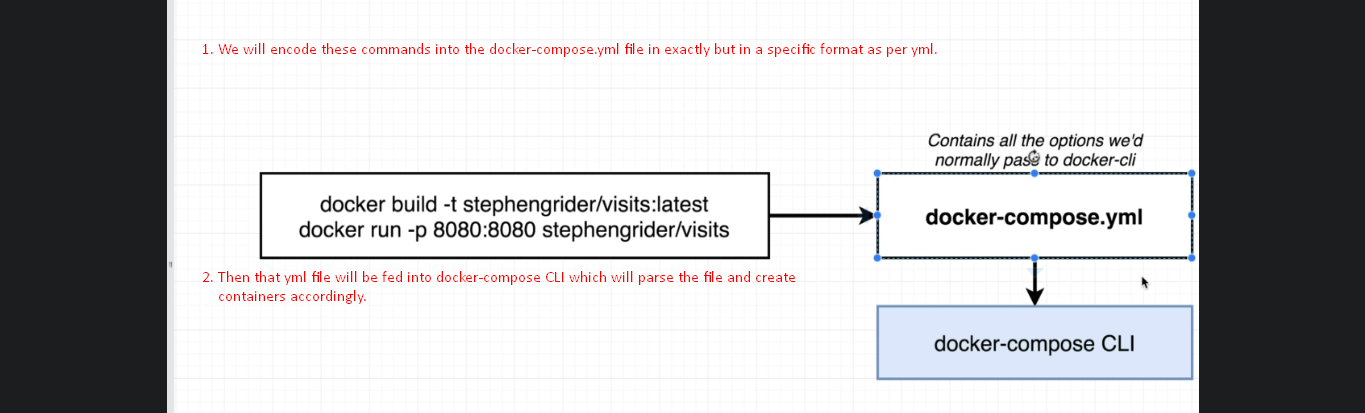 1. We will encode these commands into the docker-compose.yml file in exactly but in a specific format as per yml.
Contains all the options we'd
normally pass to docker-cli
docker build -t stephengrider/visits:latest
docker run -p 8080:8080 stephengrider/visits
docker-compose.yml
2. Then that yml file will be fed into docker-compose CLI which will parse the file and create
containers accordingly.
docker-compose CLI